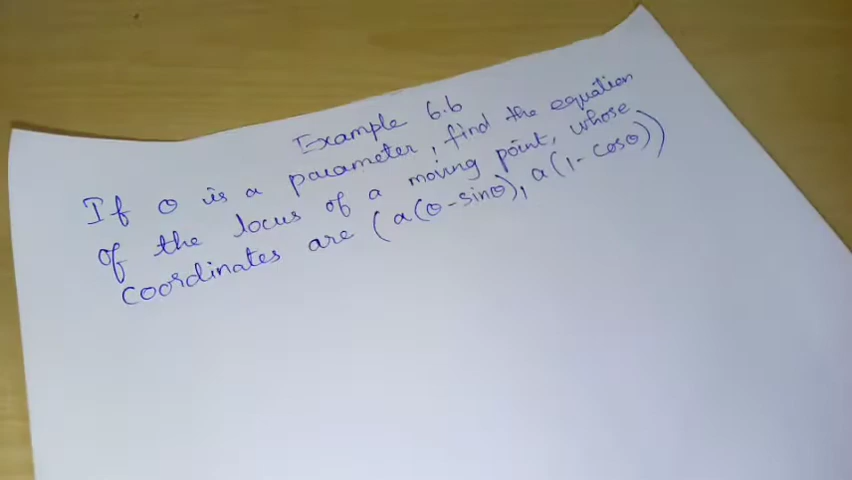 Example 6.6
If θ is a parameter, find the equation
of the locus of a moving point, whose
coordinates are (a(θ-sinθ), a(1-cosθ))